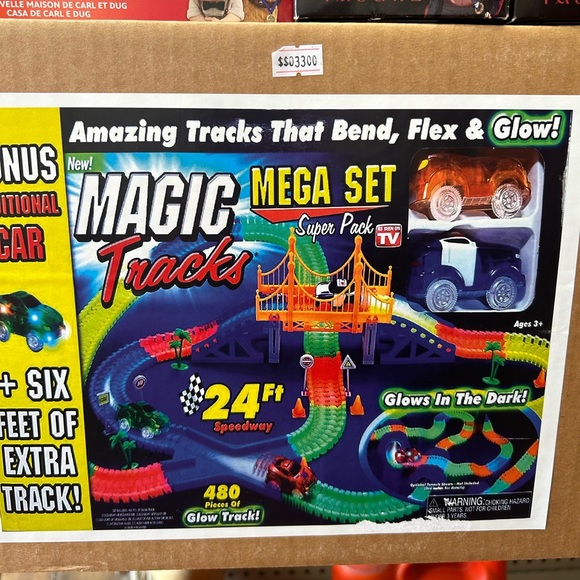 VELLE MAISON DE CARL ET DUG
CASA DE CARL E DUG
$$03300
Amazing Tracks That Bend, Flex & Glow!
New!
MAGIC
Tracks
MEGA SET
Super Pack
AS SEEN ON
TV
ONUS
DITIONAL
CAR
+ SIX
FEET OF
EXTRA
TRACK!
Ages 3+
24Ft
Speedway
Glows In The Dark!
480
Pieces Of
Glow Track!
WARNING: CHOKING HAZARD
SMALL PARTS. NOT FOR CHILDREN
3 YEARS.